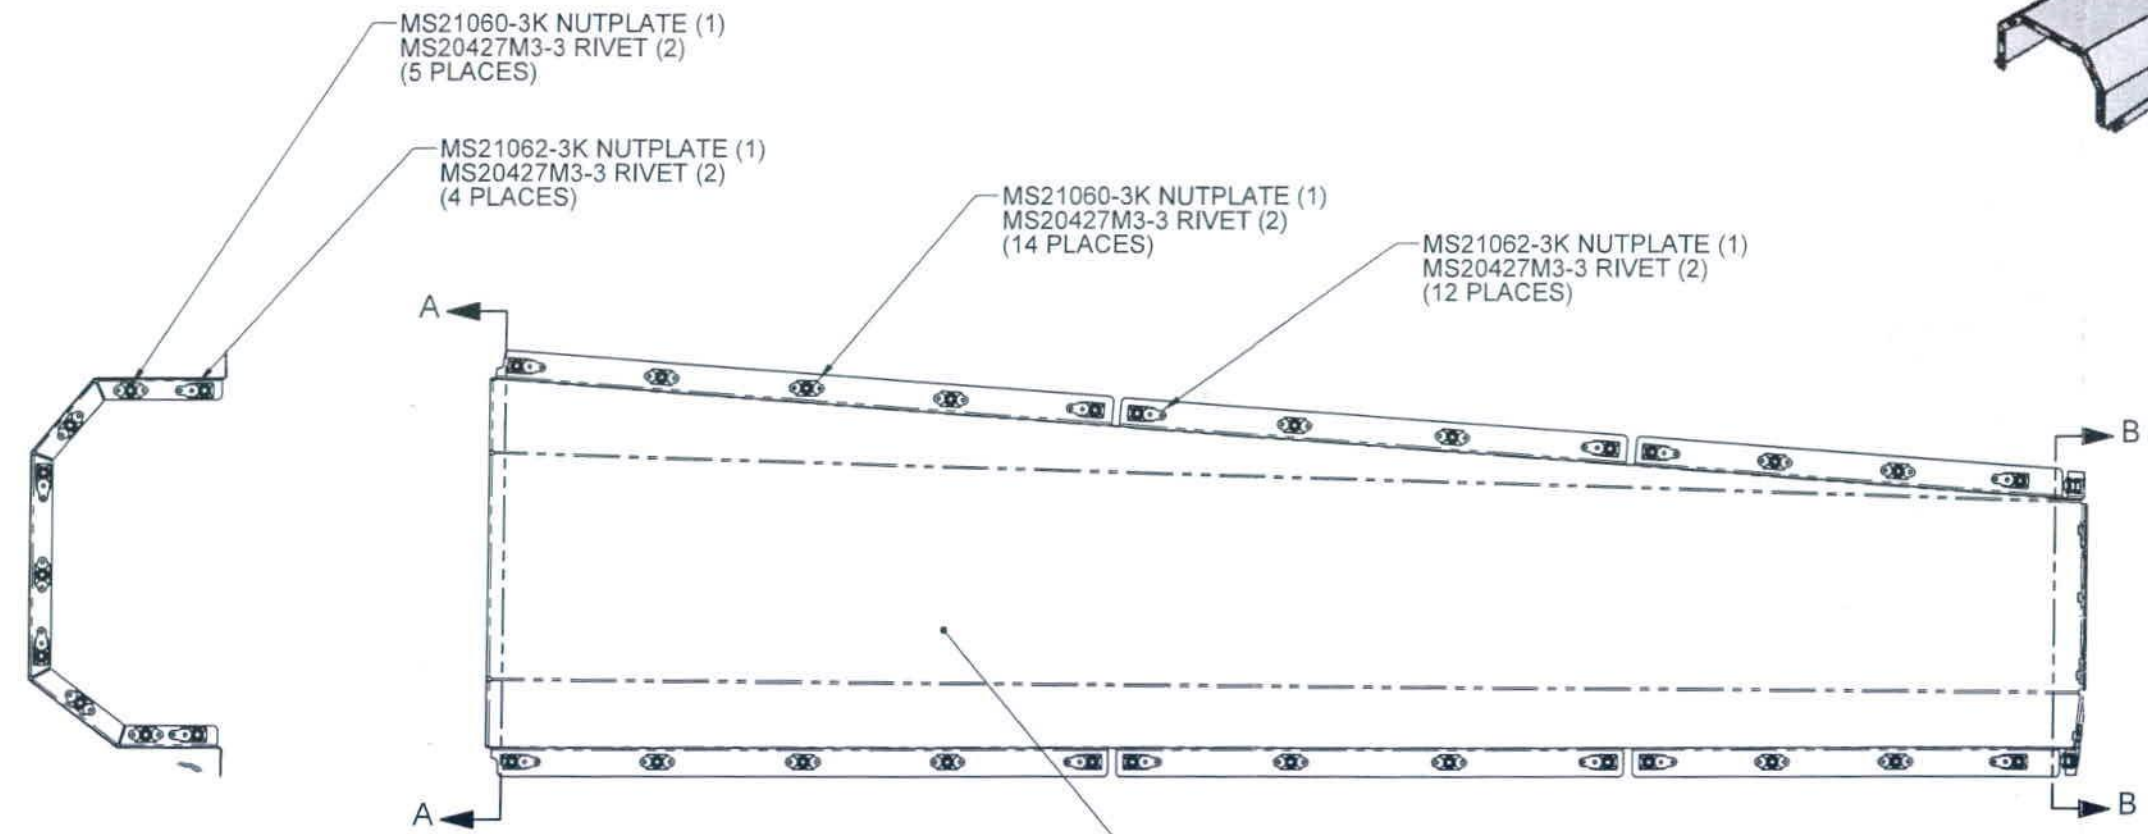 MS21060-3K NUTPLATE (1)
MS20427M3-3 RIVET (2)
(5 PLACES)
MS21062-3K NUTPLATE (1)
MS20427M3-3 RIVET (2)
(4 PLACES)
MS21060-3K NUTPLATE (1)
MS20427M3-3 RIVET (2)
(14 PLACES)
MS21062-3K NUTPLATE (1)
MS20427M3-3 RIVET (2)
(12 PLACES)
A
B
A
B